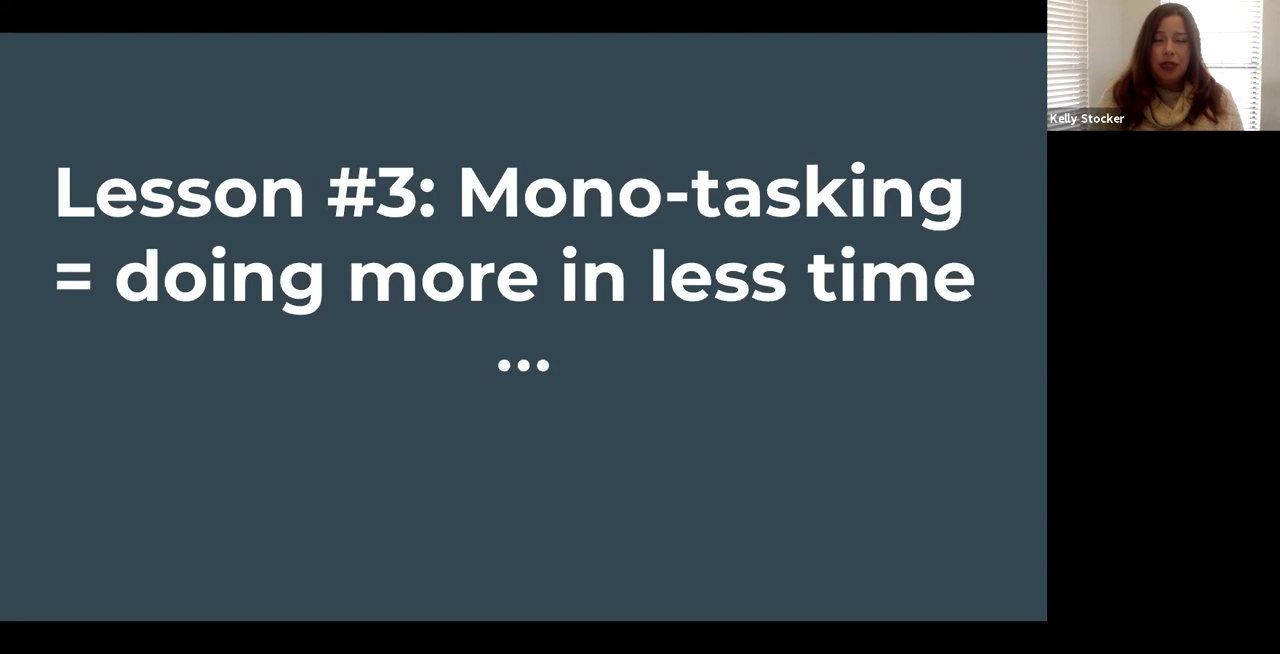 Lesson #3: Mono-tasking
= doing more in less time
...
Kelly Stocker